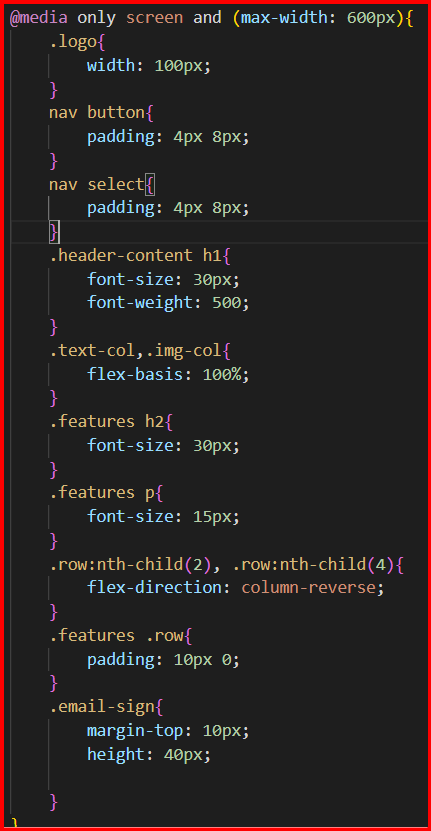 @media only screen and (max-width: 600px){
    .logo{
        width: 100px;
    }
    nav button{
        padding: 4px 8px;
    }
    nav select{
        padding: 4px 8px;
    }
    .header-content h1{
        font-size: 30px;
        font-weight: 500;
    }
    .text-col,.img-col{
        flex-basis: 100%;
    }
    .features h2{
        font-size: 30px;
    }
    .features p{
        font-size: 15px;
    }
    .row:nth-child(2), .row:nth-child(4){
        flex-direction: column-reverse;
    }
    .features .row{
        padding: 10px 0;
    }
    .email-sign{
        margin-top: 10px;
        height: 40px;

    }
}